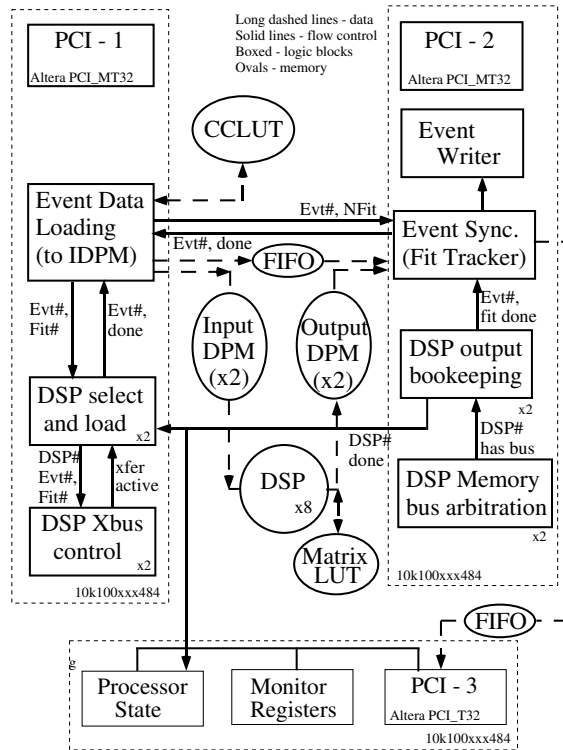 Long dashed lines - data
Solid lines - flow control
Boxed - logic blocks
Ovals - memory
PCI - 1
Altera PCI_MT32
PCI - 2
Altera PCI_MT32
CCLUT
Event
Writer
Event Data
Loading
(to IDPM)
Evt#, NFit
Evt#, done
FIFO
Event Sync.
(Fit Tracker)
Evt#,
Fit#
Evt#,
done
Input
DPM
(x2)
Output
DPM
(x2)
Evt#,
fit done
DSP output
bookeeping
x2
DSP select
and load
x2
DSP#
done
DSP#
has bus
DSP#
Evt#,
Fit#
xfer
active
DSP
x8
DSP Memory
bus arbitration
x2
DSP Xbus
control
x2
Matrix
LUT
10k100xxx484
10k100xxx484
FIFO
g
Processor
State
Monitor
Registers
PCI - 3
Altera PCI_T32
10k100xxx484